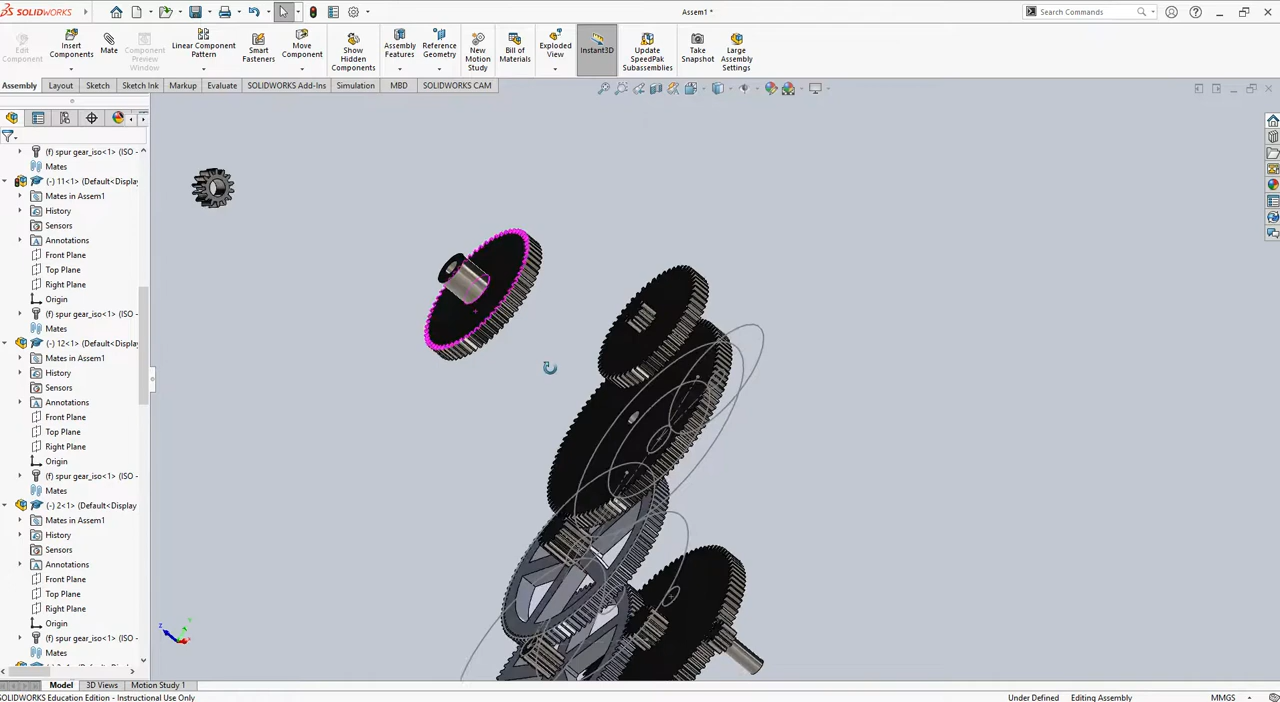 SOLIDWORKS
Assem1 *
Search Commands
Edit Component
Insert Components
Mate
Component Preview Window
Linear Component Pattern
Smart Fasteners
Move Component
Show Hidden Components
Assembly Features
Reference Geometry
New Motion Study
Bill of Materials
Exploded View
Instant3D
Update SpeedPak Subassemblies
Take Snapshot
Large Assembly Settings
Assembly
Layout
Sketch
Sketch Ink
Markup
Evaluate
SOLIDWORKS Add-Ins
Simulation
MBD
SOLIDWORKS CAM
(f) spur gear_iso<1> (ISO -
Mates
(-) 11<1> (Default<Display
Mates in Assem1
History
Sensors
Annotations
Front Plane
Top Plane
Right Plane
Origin
(f) spur gear_iso<1> (ISO -
Mates
(-) 12<1> (Default<Display
Mates in Assem1
History
Sensors
Annotations
Front Plane
Top Plane
Right Plane
Origin
(f) spur gear_iso<1> (ISO -
Mates
(-) 2<1> (Default<Display
Mates in Assem1
History
Sensors
Annotations
Front Plane
Top Plane
Right Plane
Origin
(f) spur gear_iso<1> (ISO -
Mates
Model
3D Views
Motion Study 1
SOLIDWORKS Education Edition - Instructional Use Only
Under Defined
Editing Assembly
MMGS